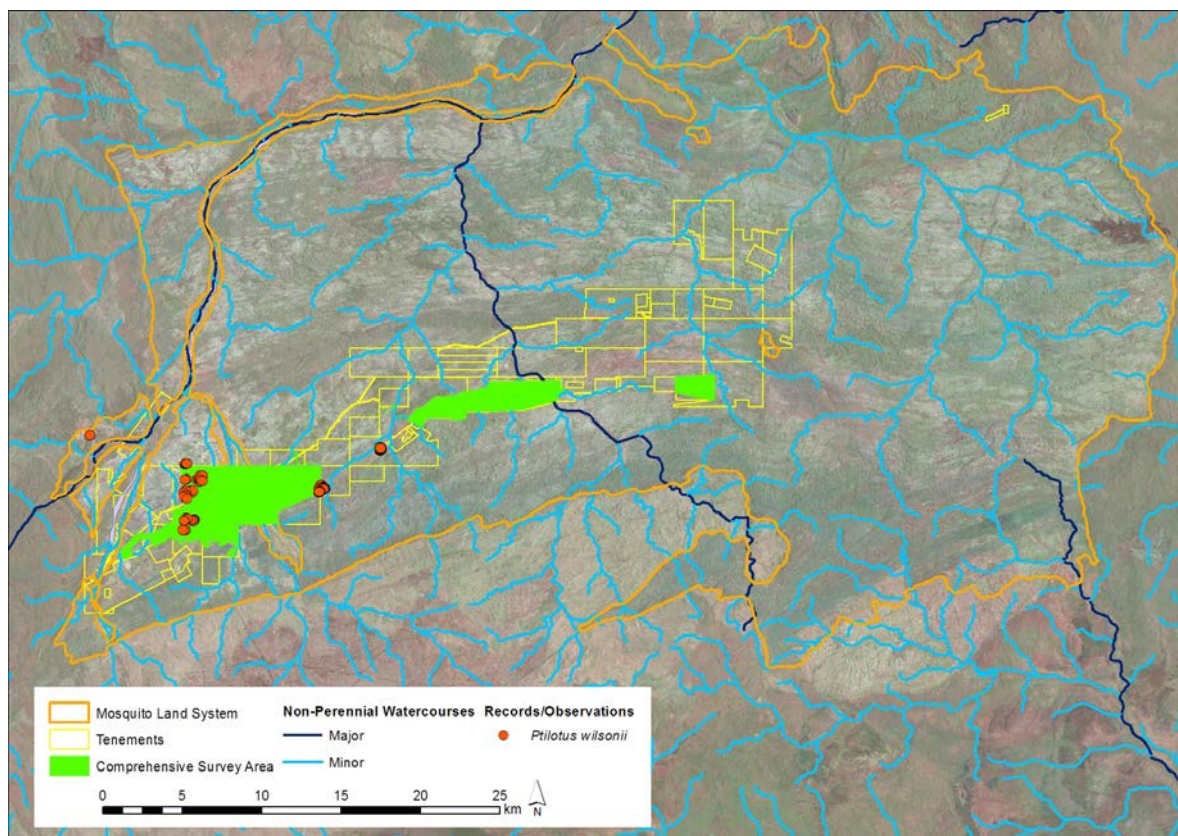 Mosquito Land System
Tenements
Comprehensive Survey Area
Non-Perennial Watercourses
Major
Minor
Records/Observations
Ptilotus wilsonii
0 5 10 15 20 25
km
N